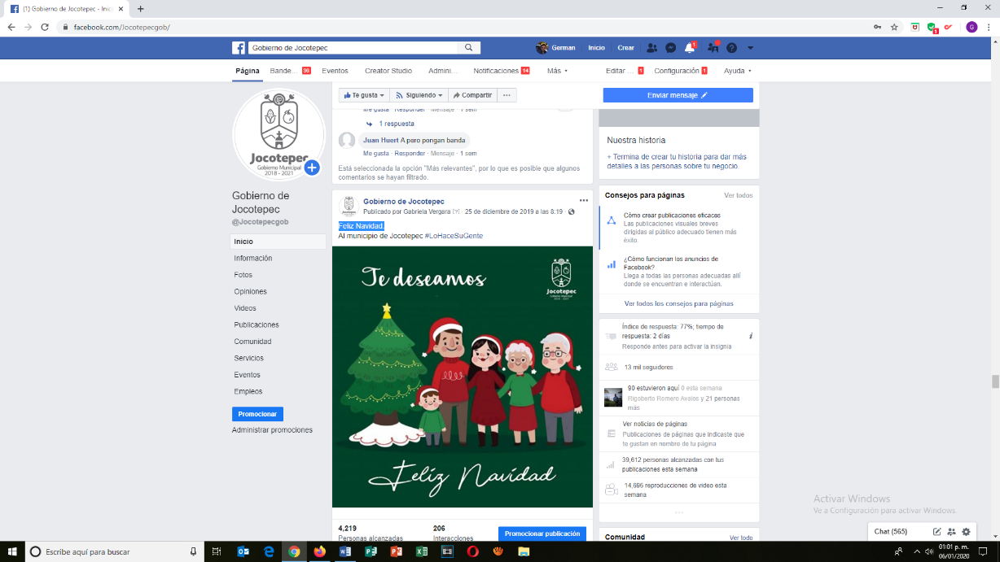 (1) Gobierno de Jocotepec - Inici
facebook.com/Jocotepecgob/
Gobierno de Jocotepec
German Inicio Crear 1
Página Bande... 30 Eventos Creator Studio Admini... Notificaciones 14 Más Editar ... 1 Configuración 1 Ayuda
Te gusta Siguiendo Compartir ...
Enviar mensaje
Jocotepec
Gobierno Municipal
2018 - 2021
Gobierno de
Jocotepec
@Jocotepecgob
Inicio
Información
Fotos
Opiniones
Videos
Publicaciones
Comunidad
Servicios
Eventos
Empleos
Promocionar
Administrar promociones
Me gusta · Responder · Mensaje · 1 sem
1 respuesta
Juan Huert A pero pongan banda
Me gusta · Responder · Mensaje · 1 sem
Está seleccionada la opción "Más relevantes", por lo que es posible que algunos
comentarios se hayan filtrado.
Gobierno de Jocotepec
Publicado por Gabriela Vergara [?] · 25 de diciembre de 2019 a las 8:19 ·
Feliz Navidad.
Al municipio de Jocotepec #LoHaceSuGente
Te deseamos
Jocotepec
Gobierno Municipal
2018 - 2021
Feliz Navidad
4,219
Personas alcanzadas
206
Interacciones
Promocionar publicación
Nuestra historia
+ Termina de crear tu historia para dar más
detalles a las personas sobre tu negocio
Consejos para páginas Ver todos
Cómo crear publicaciones eficaces
Las publicaciones visuales breves
dirigidas al público adecuado tienen más
éxito.
¿Cómo funcionan los anuncios de
Facebook?
Llega a todas las personas adecuadas allí
donde se encuentran e interactúan.
Ver todos los consejos para páginas
Índice de respuesta: 77%; tiempo de
respuesta: 2 días
Responde antes para activar la insignia
13 mil seguidores
90 estuvieron aquí 0 esta semana
Rigoberto Romero Avalos y 21 personas
más
Ver noticias de páginas
Publicaciones de páginas que indicaste que
te gustan en nombre de tu página
39,612 personas alcanzadas con tus
publicaciones esta semana
14,696 reproducciones de video esta
semana
Comunidad Ver todo
Activar Windows
Ve a Configuración para activar Windows.
Chat (565)
Escribe aquí para buscar
01:01 p. m.
06/01/2020